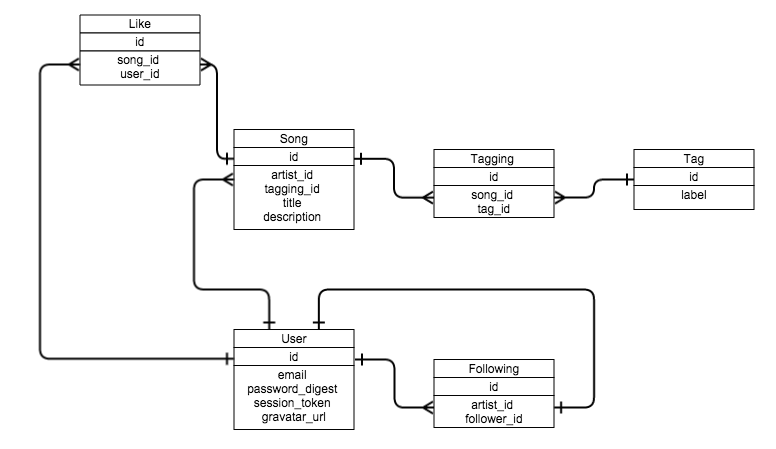 Like
id
song_id
user_id
Song
id
artist_id
tagging_id
title
description
Tagging
id
song_id
tag_id
Tag
id
label
User
id
email
password_digest
session_token
gravatar_url
Following
id
artist_id
follower_id